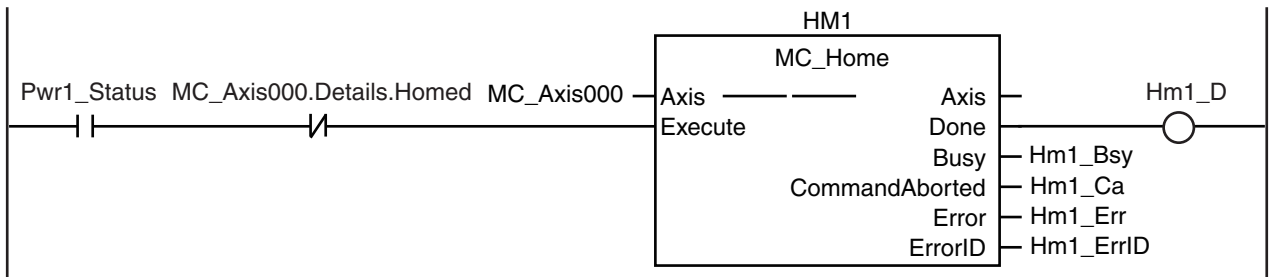 HM1
MC_Home
Pwr1_Status MC_Axis000.Details.Homed MC_Axis000 Axis Axis Hm1_D
Execute Done
Busy Hm1_Bsy
CommandAborted Hm1_Ca
Error Hm1_Err
ErrorID Hm1_ErrID